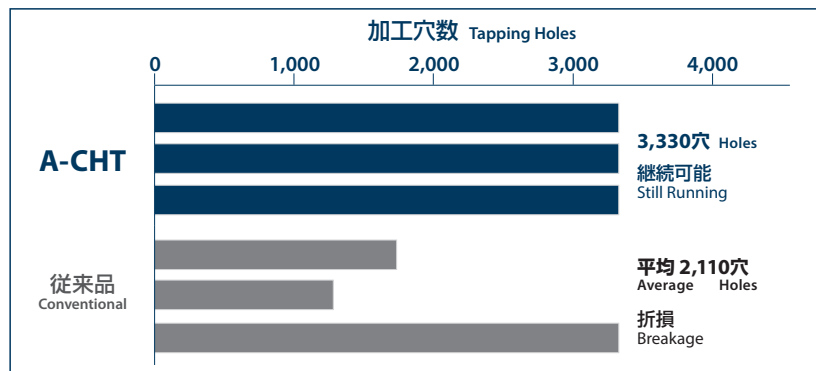 加工穴数 Tapping Holes
0 1,000 2,000 3,000 4,000
A-CHT
3,330穴 Holes
継続可能
Still Running
従来品
Conventional
平均 2,110穴
Average Holes
折損
Breakage